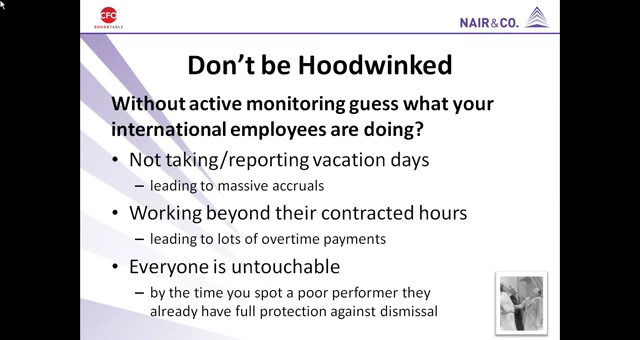 CFO
ROUNDTABLE
NAIR&CO.
Don't be Hoodwinked
Without active monitoring guess what your
international employees are doing?
• Not taking/reporting vacation days
– leading to massive accruals
• Working beyond their contracted hours
– leading to lots of overtime payments
• Everyone is untouchable
– by the time you spot a poor performer they
already have full protection against dismissal